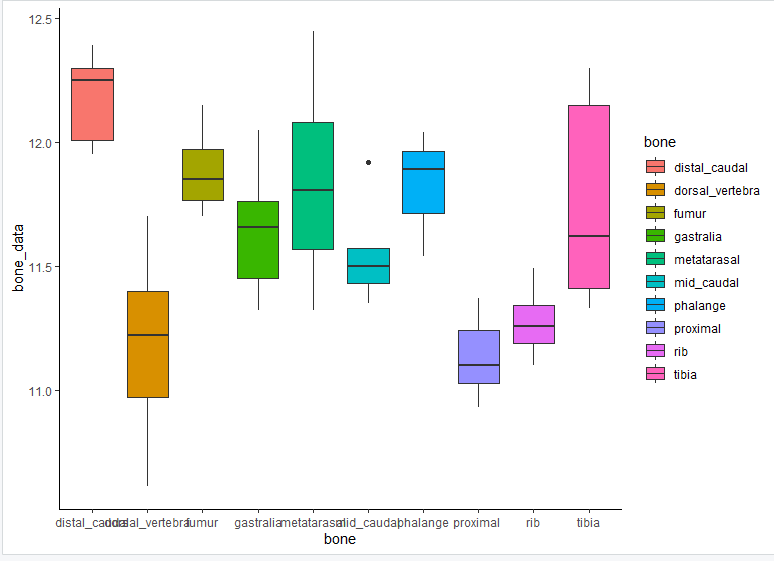 12.5
12.0
11.5
11.0
bone_data
distal_caudal dorsal_vertebra fumur gastralia metatarasal mid_caudal phalange proximal rib tibia
bone
bone
distal_caudal
dorsal_vertebra
fumur
gastralia
metatarasal
mid_caudal
phalange
proximal
rib
tibia